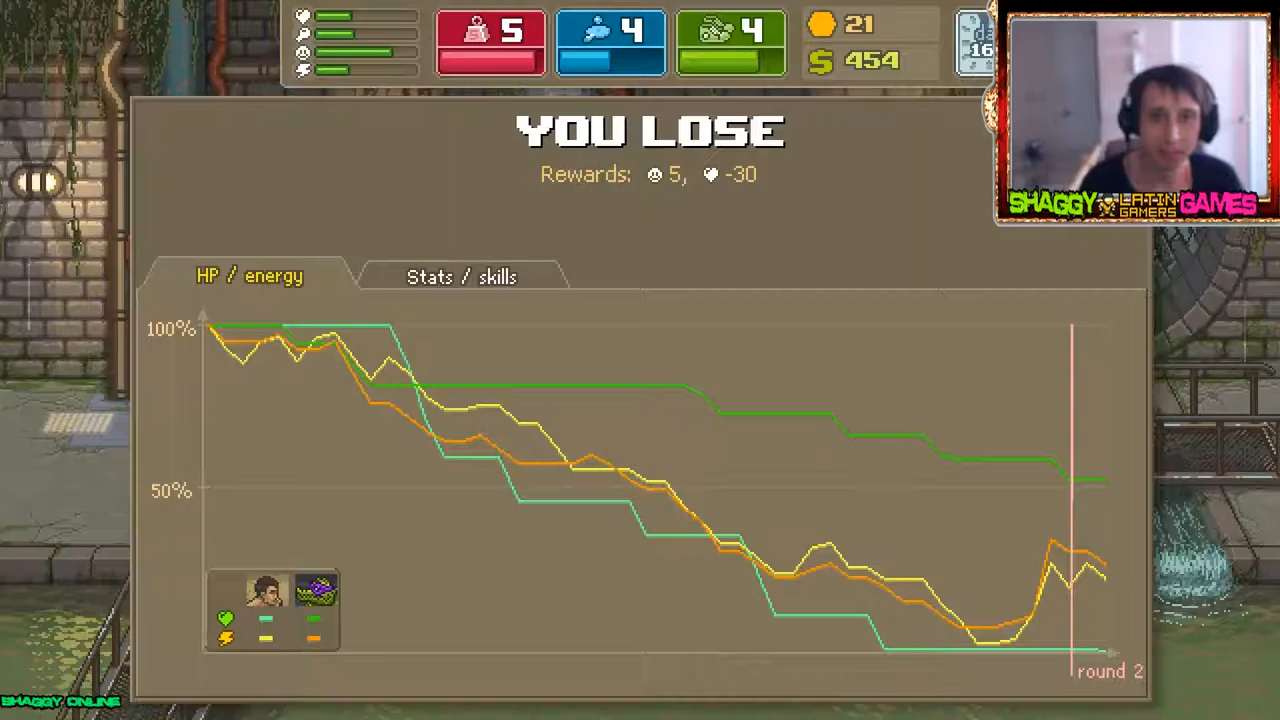 5
4
4
21
454
16
YOU LOSE
Rewards: 5, -30
SHAGGY LATIN GAMERS GAMES
HP / energy
Stats / skills
100%
50%
round 2
SHAGGY ONLINE